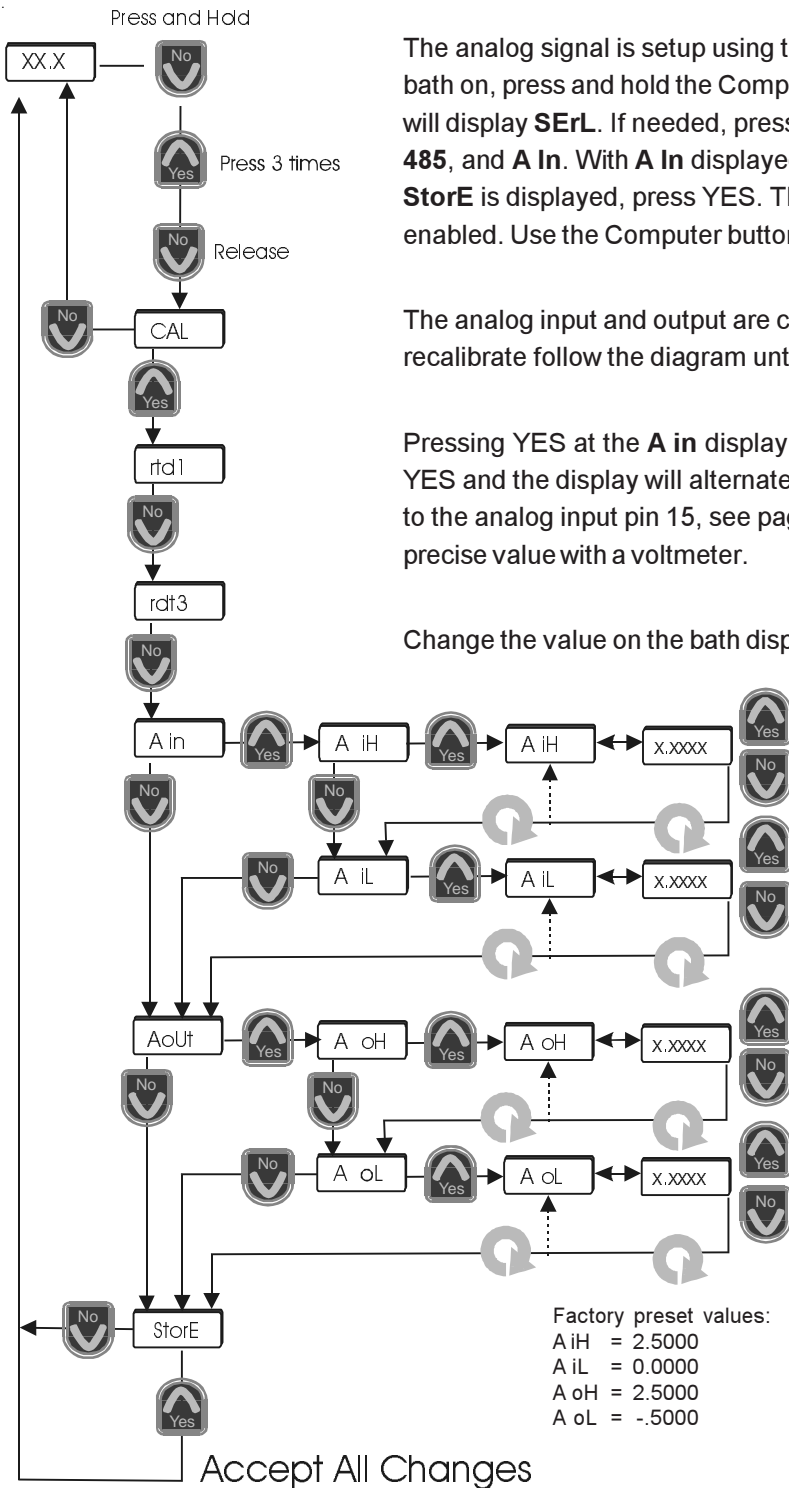 Press and Hold
XX.X
No
Yes
Press 3 times
No
Release
The analog signal is setup using t
bath on, press and hold the Comp
will display SErL. If needed, press
485, and A In. With A In displaye
StorE is displayed, press YES. T
enabled. Use the Computer button
The analog input and output are c
recalibrate follow the diagram unt
Pressing YES at the A in display
YES and the display will alternate
to the analog input pin 15, see pag
precise value with a voltmeter.
Change the value on the bath disp
No
CAL
Yes
rtd1
No
rdt3
No
A in
Yes
A iH
Yes
A iH
x.xxxx
Yes
No
No
No
No
A iL
Yes
A iL
x.xxxx
Yes
No
AoUt
Yes
A oH
Yes
A oH
x.xxxx
Yes
No
No
No
No
A oL
Yes
A oL
x.xxxx
Yes
No
No
StorE
Yes
Factory preset values:
A iH = 2.5000
A iL = 0.0000
A oH = 2.5000
A oL = -.5000
Accept All Changes